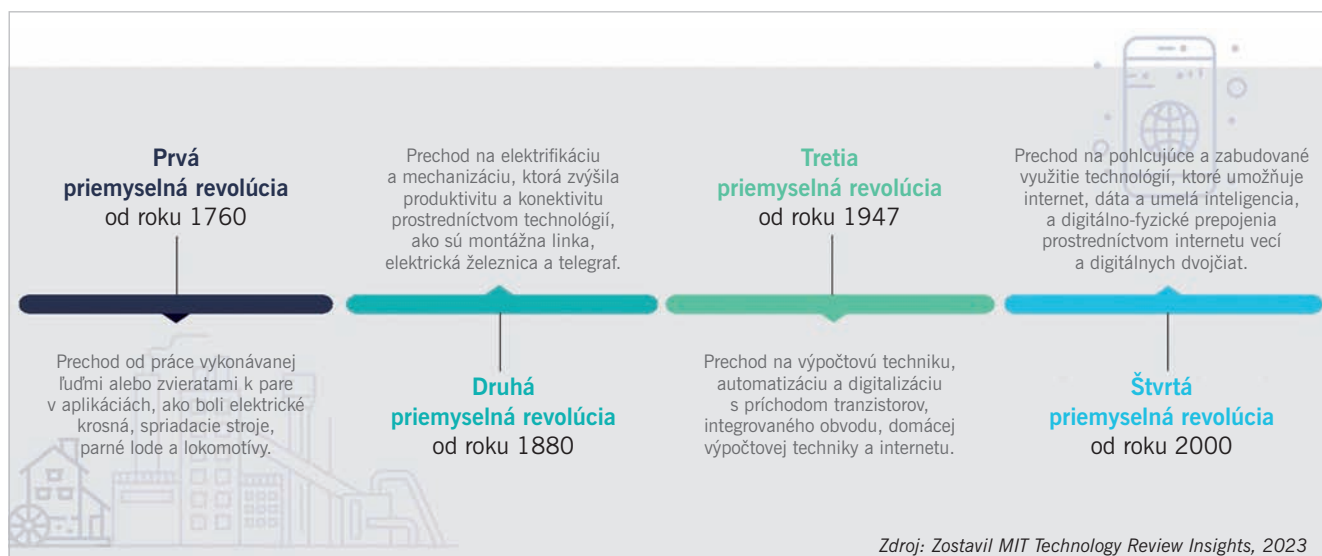 Prvá
priemyselná revolúcia
od roku 1760
Prechod od práce vykonávanej
ľuďmi alebo zvieratami k pare
v aplikáciách, ako boli elektrické
krosná, spriadacie stroje,
parné lode a lokomotívy.
Prechod na elektrifikáciu
a mechanizáciu, ktorá zvýšila
produktivitu a konektivitu
prostredníctvom technológií,
ako sú montážna linka,
elektrická železnica a telegraf.
Druhá
priemyselná revolúcia
od roku 1880
Tretia
priemyselná revolúcia
od roku 1947
Prechod na výpočtovú techniku,
automatizáciu a digitalizáciu
s príchodom tranzistorov,
integrovaného obvodu, domácej
výpočtovej techniky a internetu.
Prechod na pohlcujúce a zabudované
využitie technológií, ktoré umožňuje
internet, dáta a umelá inteligencia,
a digitálno-fyzické prepojenia
prostredníctvom internetu vecí
a digitálnych dvojčiat.
Štvrtá
priemyselná revolúcia
od roku 2000
Zdroj: Zostavil MIT Technology Review Insights, 2023